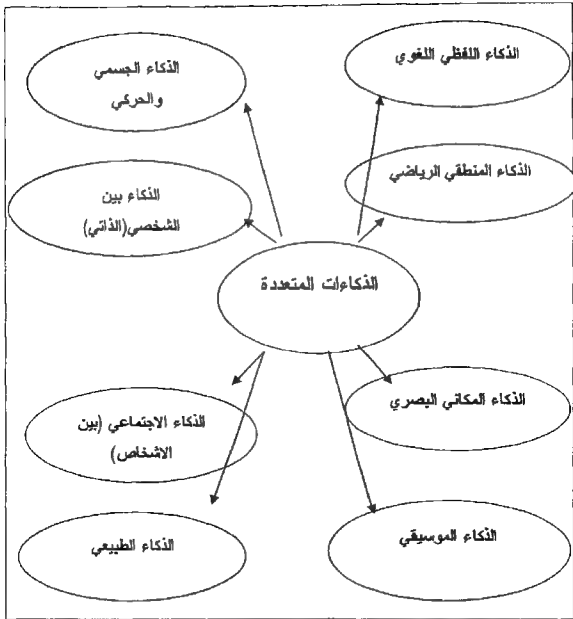 الذكاء اللفظي اللغوي
الذكاء الجسمي
والحركي
الذكاء المنطقي الرياضي
الذكاء بين
الشخصي(الذاتي)
الذكاءات المتعددة
الذكاء المكاني البصري
الذكاء الاجتماعي (بين
الاشخاص)
الذكاء الموسيقي
الذكاء الطبيعي